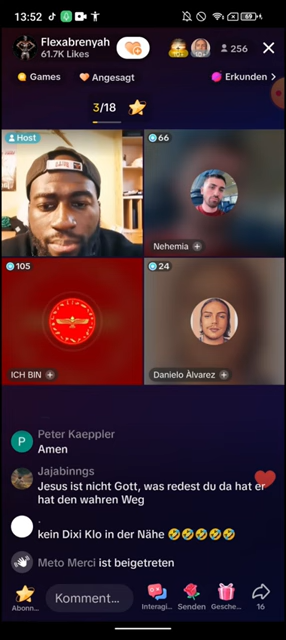 13:52
69
Flexabrenyah
61.7K Likes
256
Games
Angesagt
Erkunden >
3/18
Host
66
Nehemia +
105
24
ICH BIN +
Danielo Àlvarez +
P
Peter Kaeppler
Amen
Jajabinngs
Jesus ist nicht Gott, was redest du da hat er
hat den wahren Weg
.
kein Dixi Klo in der Nähe 🤣🤣🤣🤣🤣
Meto Merci ist beigetreten
Kommentː...
Abonn...
Interagi...
Senden
Gesche...
16